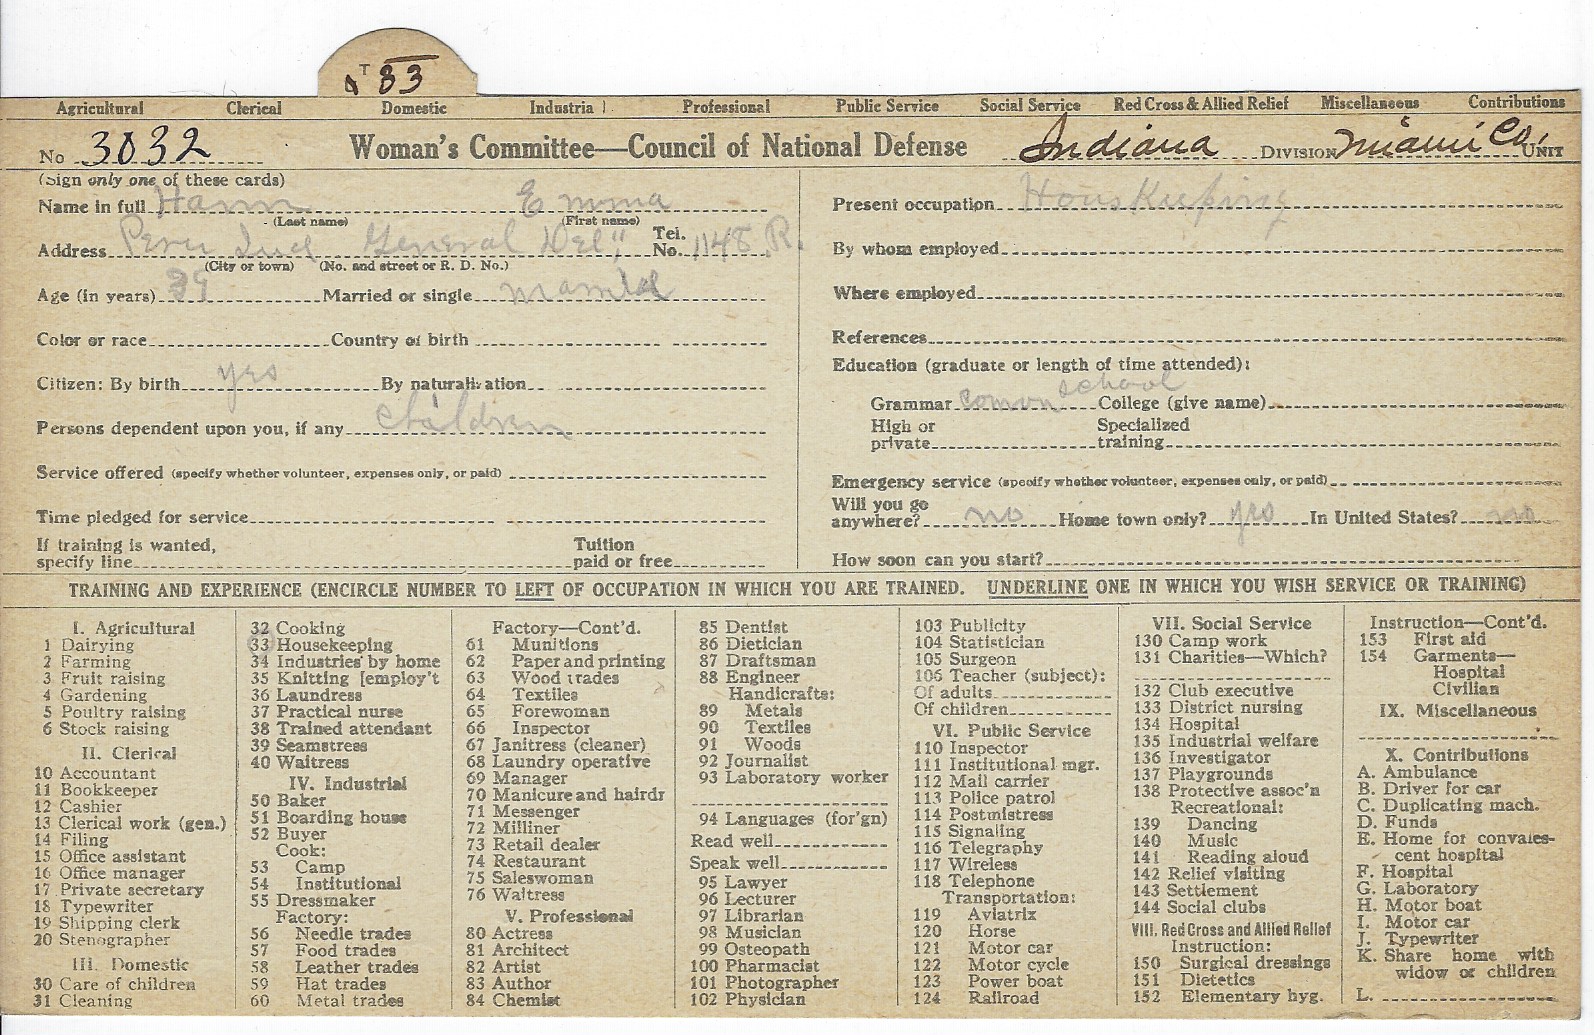 T 33
Agricultural Clerical Domestic Industrial Professional Public Service Social Service Red Cross & Allied Relief Miscellaneous Contributions
No 3032 Woman's Committee—Council of National Defense Indiana DIVISION Miami Co. UNIT
(Sign only one of these cards)
Name in full Hann Emma
(Last name) (First name)
Address Peru Ind General Del Tel. No. 1148 R.
(City or town) (No. and street or R. D. No.)
Age (in years) 39 Married or single married
Color or race Country of birth
Citizen: By birth yes By naturalization
Persons dependent upon you, if any children
Service offered (specify whether volunteer, expenses only, or paid)
Time pledged for service
If training is wanted, specify line Tuition paid or free
Present occupation HousKeeping
By whom employed
Where employed
References
Education (graduate or length of time attended):
Grammar comon school College (give name)
High or private Specialized training
Emergency service (specify whether volunteer, expenses only, or paid)
Will you go anywhere? no Home town only? yes In United States? no
How soon can you start?
TRAINING AND EXPERIENCE (ENCIRCLE NUMBER TO LEFT OF OCCUPATION IN WHICH YOU ARE TRAINED. UNDERLINE ONE IN WHICH YOU WISH SERVICE OR TRAINING)
I. Agricultural
1 Dairying
2 Farming
3 Fruit raising
4 Gardening
5 Poultry raising
6 Stock raising
II. Clerical
10 Accountant
11 Bookkeeper
12 Cashier
13 Clerical work (gen.)
14 Filing
15 Office assistant
16 Office manager
17 Private secretary
18 Typewriter
19 Shipping clerk
20 Stenographer
III. Domestic
30 Care of children
31 Cleaning
32 Cooking
33 Housekeeping
34 Industries by home
35 Knitting [employ't
36 Laundress
37 Practical nurse
38 Trained attendant
39 Seamstress
40 Waitress
IV. Industrial
50 Baker
51 Boarding house
52 Buyer
Cook:
53 Camp
54 Institutional
55 Dressmaker
Factory:
56 Needle trades
57 Food trades
58 Leather trades
59 Hat trades
60 Metal trades
Factory—Cont'd.
61 Munitions
62 Paper and printing
63 Wood trades
64 Textiles
65 Forewoman
66 Inspector
67 Janitress (cleaner)
68 Laundry operative
69 Manager
70 Manicure and hairdr
71 Messenger
72 Milliner
73 Retail dealer
74 Restaurant
75 Saleswoman
76 Waitress
V. Professional
80 Actress
81 Architect
82 Artist
83 Author
84 Chemist
85 Dentist
86 Dietician
87 Draftsman
88 Engineer
Handicrafts:
89 Metals
90 Textiles
91 Woods
92 Journalist
93 Laboratory worker
94 Languages (for'gn)
Read well
Speak well
95 Lawyer
96 Lecturer
97 Librarian
98 Musician
99 Osteopath
100 Pharmacist
101 Photographer
102 Physician
103 Publicity
104 Statistician
105 Surgeon
106 Teacher (subject):
Of adults
Of children
VI. Public Service
110 Inspector
111 Institutional mgr.
112 Mail carrier
113 Police patrol
114 Postmistress
115 Signaling
116 Telegraphy
117 Wireless
118 Telephone
Transportation:
119 Aviatrix
120 Horse
121 Motor car
122 Motor cycle
123 Power boat
124 Railroad
VII. Social Service
130 Camp work
131 Charities—Which?
132 Club executive
133 District nursing
134 Hospital
135 Industrial welfare
136 Investigator
137 Playgrounds
138 Protective assoc'n
Recreational:
139 Dancing
140 Music
141 Reading aloud
142 Relief visiting
143 Settlement
144 Social clubs
VIII. Red Cross and Allied Relief
Instruction:
150 Surgical dressings
151 Dietetics
152 Elementary hyg.
Instruction—Cont'd.
153 First aid
154 Garments—
Hospital
Civilian
IX. Miscellaneous
X. Contributions
A. Ambulance
B. Driver for car
C. Duplicating mach.
D. Funds
E. Home for convales-
cent hospital
F. Hospital
G. Laboratory
H. Motor boat
I. Motor car
J. Typewriter
K. Share home with
widow or children
L.